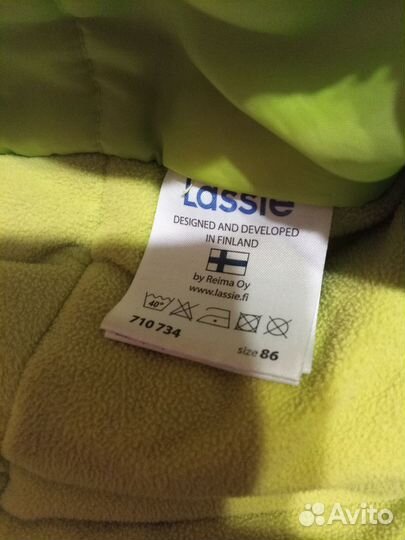 Lassie
DESIGNED AND DEVELOPED
IN FINLAND
by Reima Oy
www.lassie.fi
40°
710 734
size 86
Avito